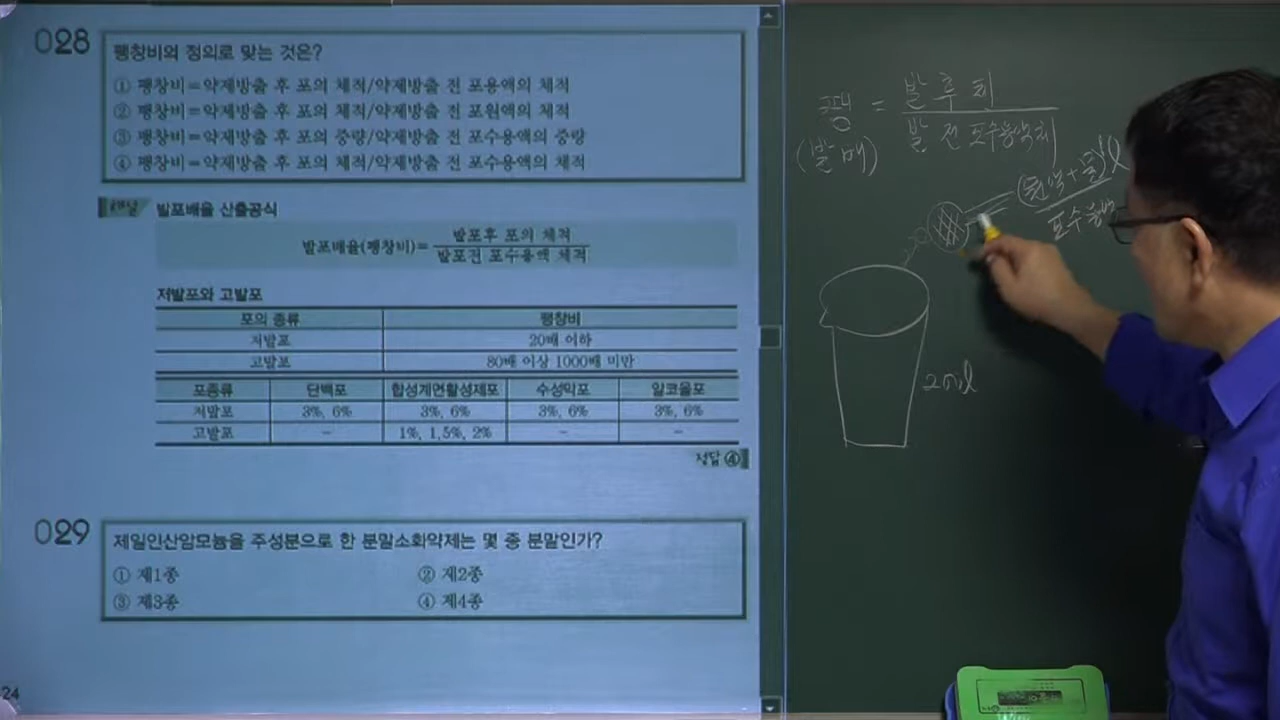 028
팽창비의 정의로 맞는 것은?
① 팽창비=약제방출 후 포의 체적/약제방출 전 포용액의 체적
② 팽창비=약제방출 후 포의 체적/약제방출 전 포원액의 체적
③ 팽창비=약제방출 후 포의 중량/약제방출 전 포수용액의 중량
④ 팽창비=약제방출 후 포의 체적/약제방출 전 포수용액의 체적
해설 발포배율 산출공식
발포배율(팽창비)= 발포후 포의 체적
발포전 포수용액 체적
저발포와 고발포
포의 종류 팽창비
저발포 20배 이하
고발포 80배 이상 1000배 미만
포종류 단백포 합성계면활성제포 수성막포 알코올포
저발포 3%, 6% 3%, 6% 3%, 6% 3%, 6%
고발포 - 1%, 1.5%, 2% - -
정답 ④
029
제일인산암모늄을 주성분으로 한 분말소화약제는 몇 종 분말인가?
① 제1종 ② 제2종
③ 제3종 ④ 제4종
24
팽 = 발 후 체
발 전 포수용액 체
(발 배)
(원액+물)ℓ
포수용액